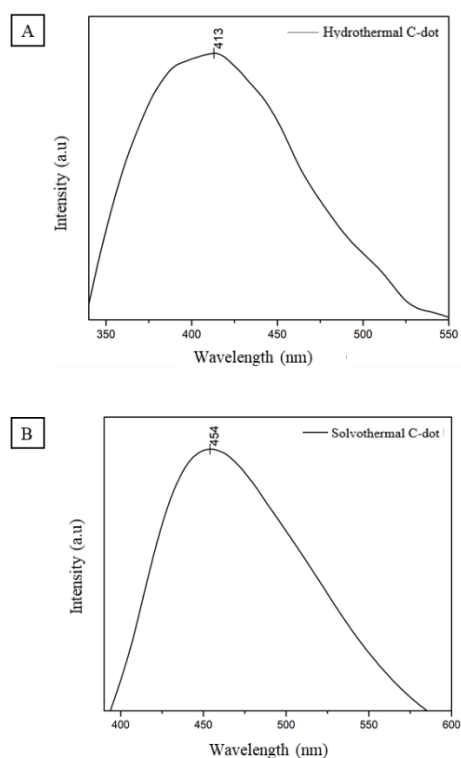 A
Hydrothermal C-dot
413
Intensity (a.u)
350 400 450 500 550
Wavelength (nm)
B
Solvothermal C-dot
454
Intensity (a.u)
400 450 500 550 600
Wavelength (nm)